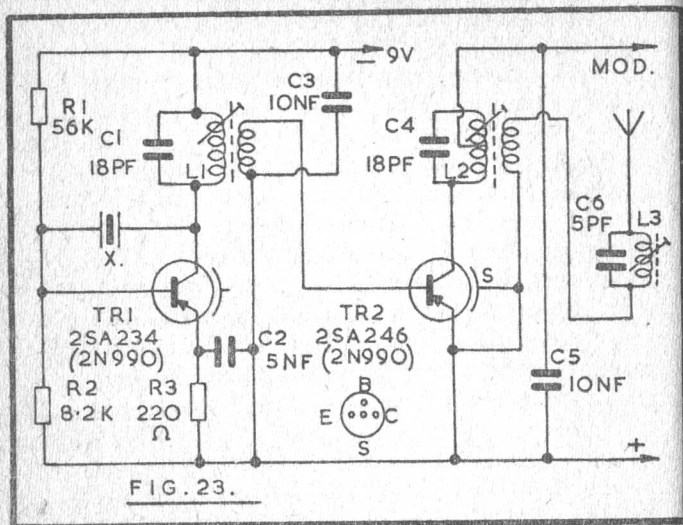 R1
56K
C1
18PF
L1
C3
10NF
−
9V
C4
18PF
L2
MOD.
C6
5PF
L3
X.
TR1
2SA234
(2N990)
C2
5NF
TR2
2SA246
(2N990)
S
C5
10NF
R2
8·2K
R3
220
Ω
B
E
C
S
+
FIG.23.